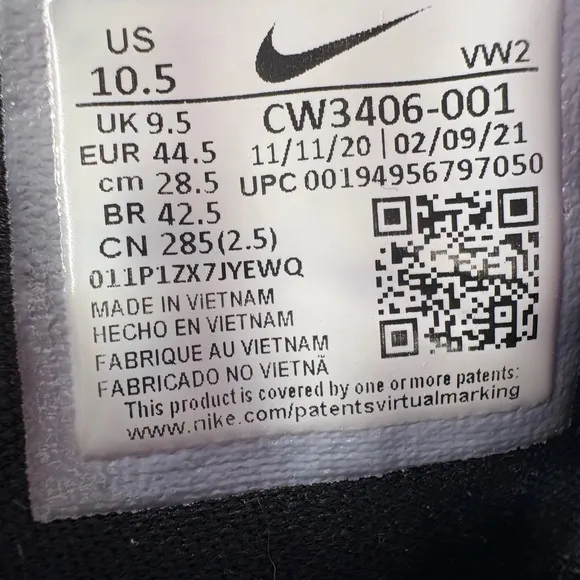 US
10.5
VW2
UK 9.5
CW3406-001
EUR 44.5
11/11/20 | 02/09/21
cm 28.5
UPC 00194956797050
BR 42.5
CN 285(2.5)
011P1ZX7JYEWQ
MADE IN VIETNAM
HECHO EN VIETNAM
FABRIQUE AU VIETNAM
FABRICADO NO VIETNÃ
This product is covered by one or more patents:
www.nike.com/patentsvirtualmarking